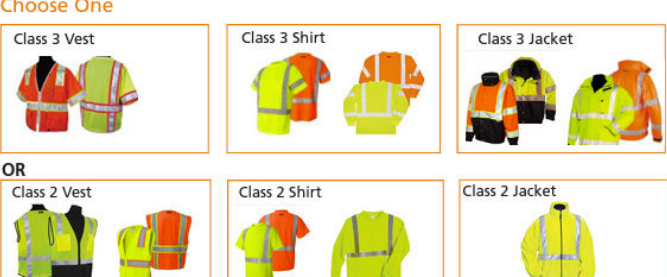 Choose One
Class 3 Vest
Class 3 Shirt
Class 3 Jacket
OR
Class 2 Vest
Class 2 Shirt
Class 2 Jacket